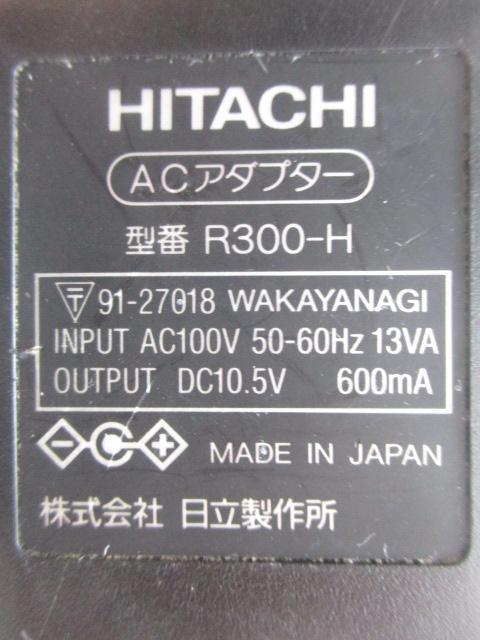 HITACHI
ACアダプター
型番 R300-H
〒 91-27018 WAKAYANAGI
INPUT AC100V 50-60Hz 13VA
OUTPUT DC10.5V 600mA
MADE IN JAPAN
株式会社 日立製作所